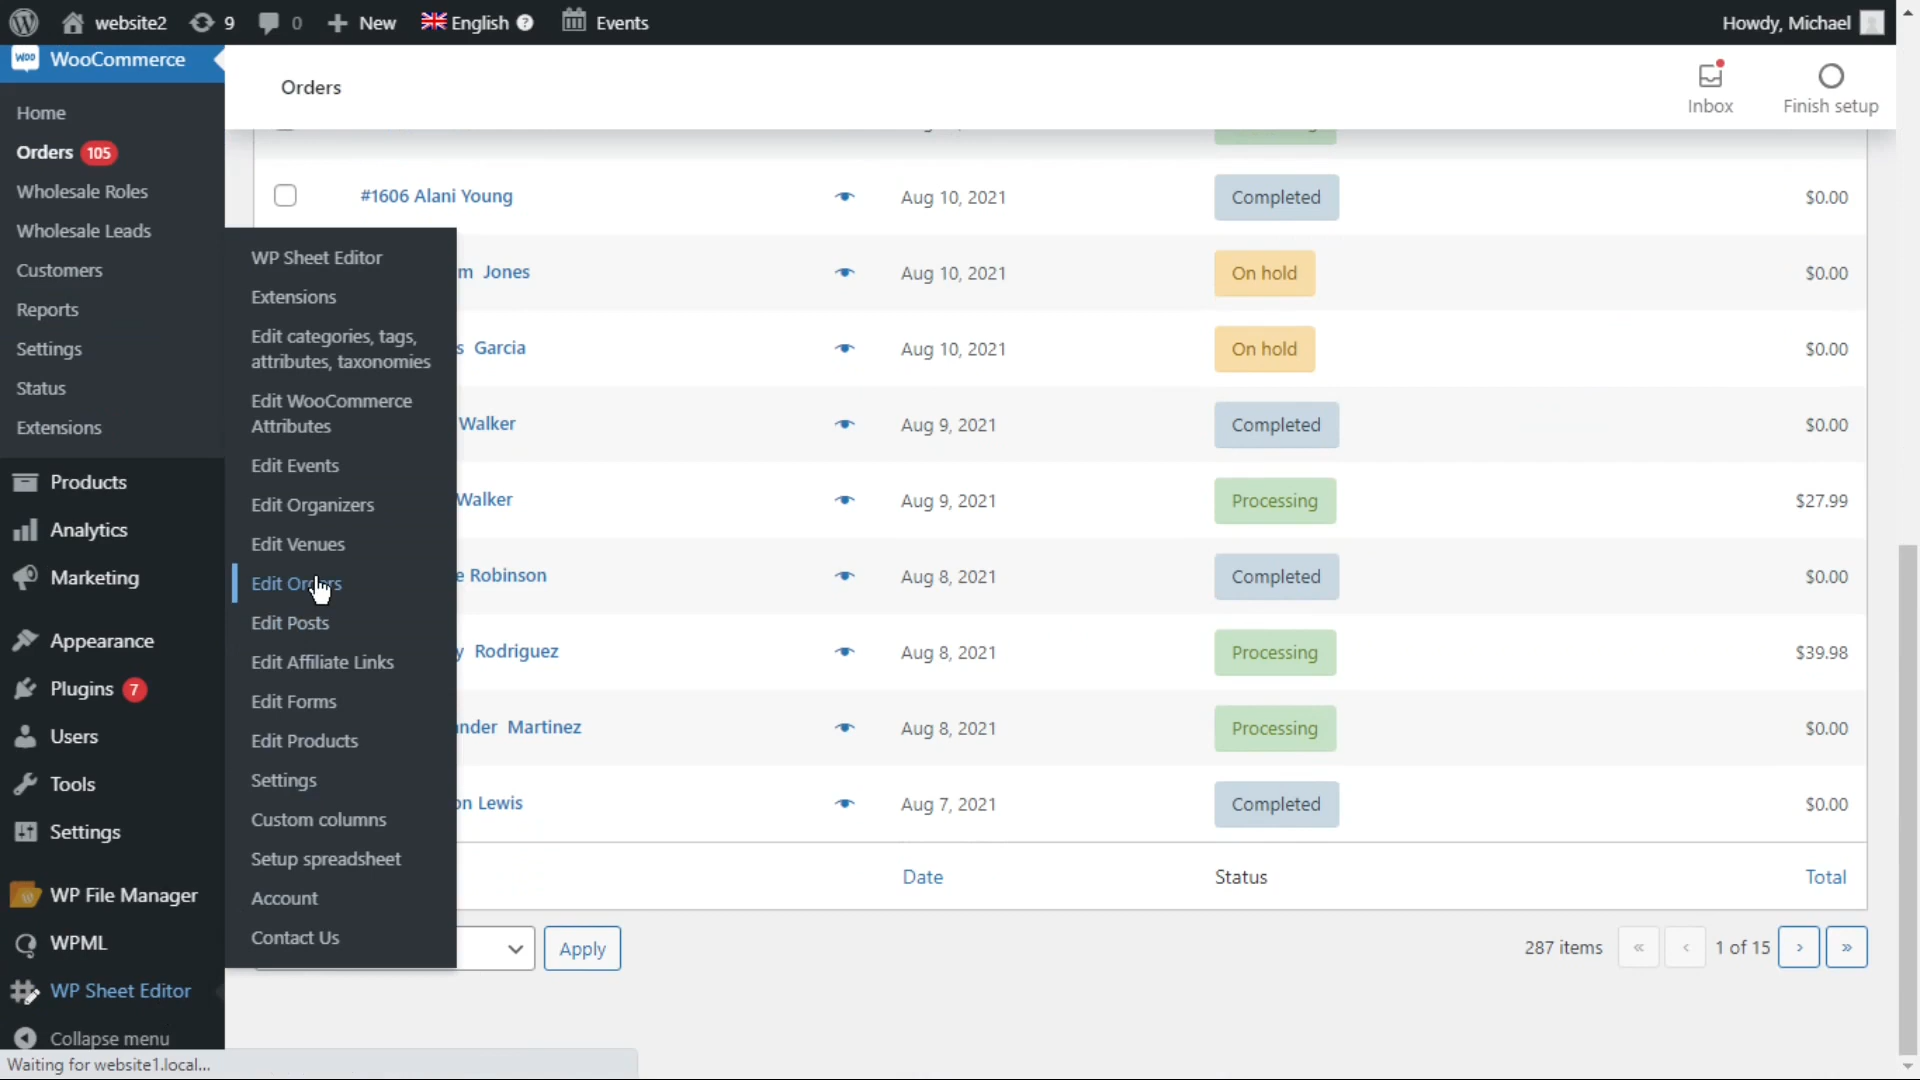 website2 9 0 New English Events Howdy, Michael
WooCommerce
Orders
Inbox
Finish setup
Home
Orders 105
Wholesale Roles
Wholesale Leads
Customers
Reports
Settings
Status
Extensions
Products
Analytics
Marketing
Appearance
Plugins 7
Users
Tools
Settings
WP File Manager
WPML
WP Sheet Editor
Collapse menu
Waiting for website1.local...
WP Sheet Editor
Extensions
Edit categories, tags,
attributes, taxonomies
Edit WooCommerce
Attributes
Edit Events
Edit Organizers
Edit Venues
Edit Orders
Edit Posts
Edit Affiliate Links
Edit Forms
Edit Products
Settings
Custom columns
Setup spreadsheet
Account
Contact Us
#1606 Alani Young Aug 10, 2021 Completed $0.00
Jones Aug 10, 2021 On hold $0.00
Garcia Aug 10, 2021 On hold $0.00
Walker Aug 9, 2021 Completed $0.00
Walker Aug 9, 2021 Processing $27.99
Robinson Aug 8, 2021 Completed $0.00
Rodriguez Aug 8, 2021 Processing $39.98
Martinez Aug 8, 2021 Processing $0.00
Lewis Aug 7, 2021 Completed $0.00
Date Status Total
Apply 287 items « ‹ 1 of 15 › »